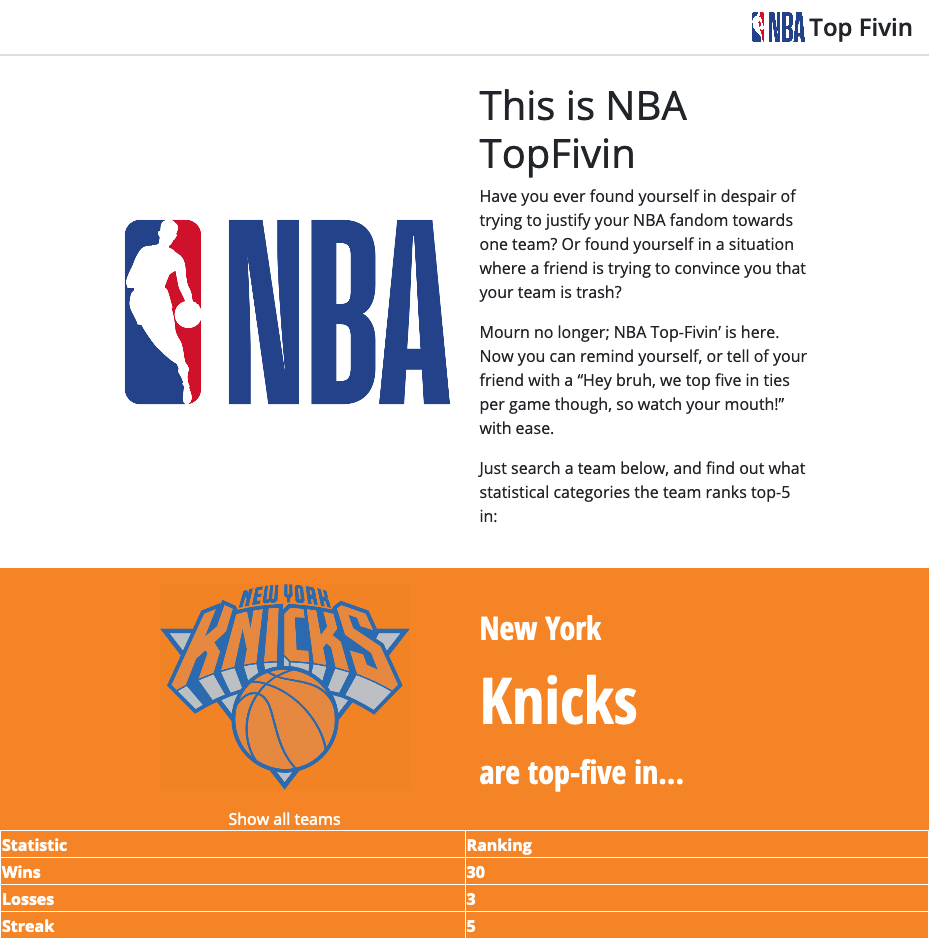 NBA Top Fivin
This is NBA
TopFivin
Have you ever found yourself in despair of
trying to justify your NBA fandom towards
one team? Or found yourself in a situation
where a friend is trying to convince you that
your team is trash?
Mourn no longer; NBA Top-Fivin’ is here.
Now you can remind yourself, or tell of your
friend with a “Hey bruh, we top five in ties
per game though, so watch your mouth!”
with ease.
Just search a team below, and find out what
statistical categories the team ranks top-5
in:
NBA
NEW YORK
KNICKS
New York
Knicks
are top-five in...
Show all teams
Statistic Ranking
Wins 30
Losses 3
Streak 5